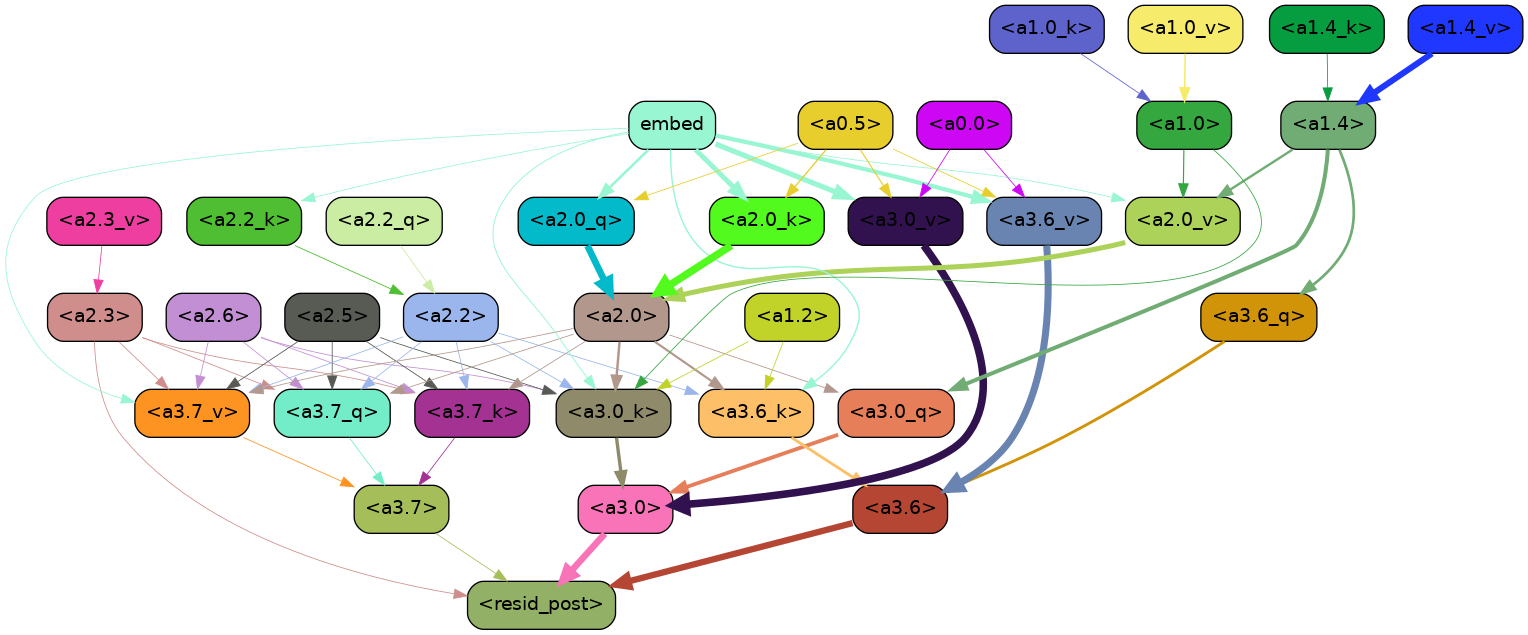 <a1.0_k>
<a1.0_v>
<a1.4_k>
<a1.4_v>
embed
<a0.5>
<a0.0>
<a1.0>
<a1.4>
<a2.3_v>
<a2.2_k>
<a2.2_q>
<a2.0_q>
<a2.0_k>
<a3.0_v>
<a3.6_v>
<a2.0_v>
<a2.3>
<a2.6>
<a2.5>
<a2.2>
<a2.0>
<a1.2>
<a3.6_q>
<a3.7_v>
<a3.7_q>
<a3.7_k>
<a3.0_k>
<a3.6_k>
<a3.0_q>
<a3.7>
<a3.0>
<a3.6>
<resid_post>